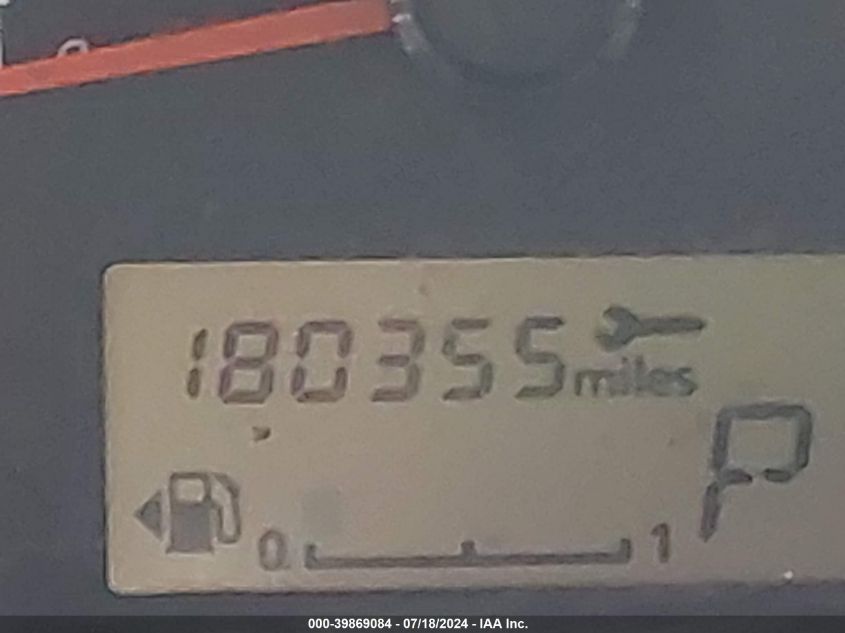 180355 miles
P
0 1
000-39869084 - 07/18/2024 - IAA Inc.